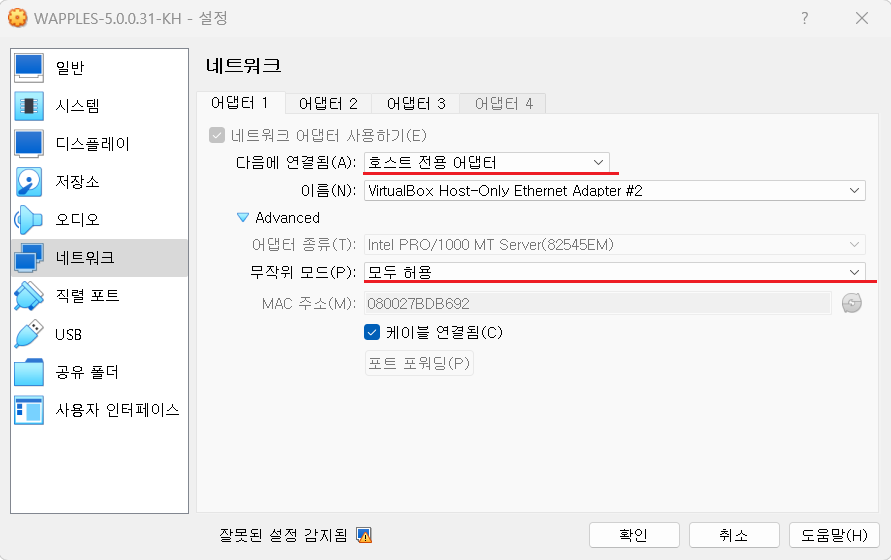 WAPPLES-5.0.0.31-KH - 설정
일반
시스템
디스플레이
저장소
오디오
네트워크
직렬 포트
USB
공유 폴더
사용자 인터페이스
네트워크
어댑터 1 어댑터 2 어댑터 3 어댑터 4
네트워크 어댑터 사용하기(E)
다음에 연결됨(A): 호스트 전용 어댑터
이름(N): VirtualBox Host-Only Ethernet Adapter #2
Advanced
어댑터 종류(T): Intel PRO/1000 MT Server(82545EM)
무작위 모드(P): 모두 허용
MAC 주소(M): 080027BDB692
케이블 연결됨(C)
포트 포워딩(P)
잘못된 설정 감지됨 확인 취소 도움말(H)